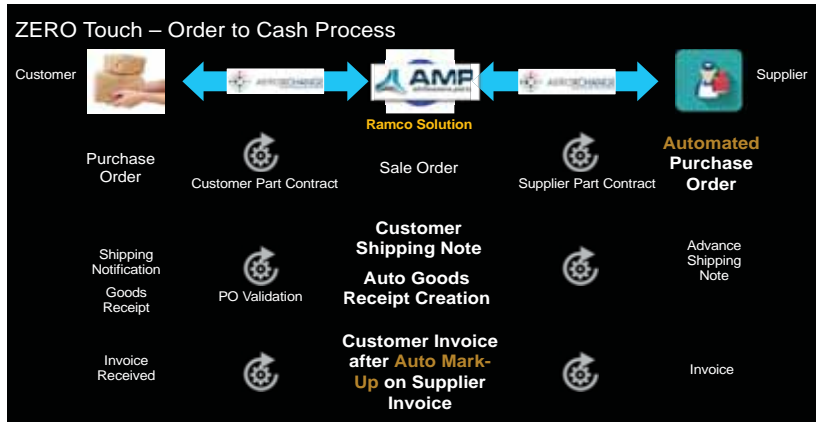 ZERO Touch – Order to Cash Process
Customer
AEROXCHANGE
AMP
AEROXCHANGE
Supplier
Ramco Solution
Purchase
Order
Customer Part Contract
Sale Order
Supplier Part Contract
Automated
Purchase
Order
Shipping
Notification
Goods
Receipt
PO Validation
Customer
Shipping Note
Auto Goods
Receipt Creation
Advance
Shipping
Note
Invoice
Received
Customer Invoice
after Auto Mark-
Up on Supplier
Invoice
Invoice